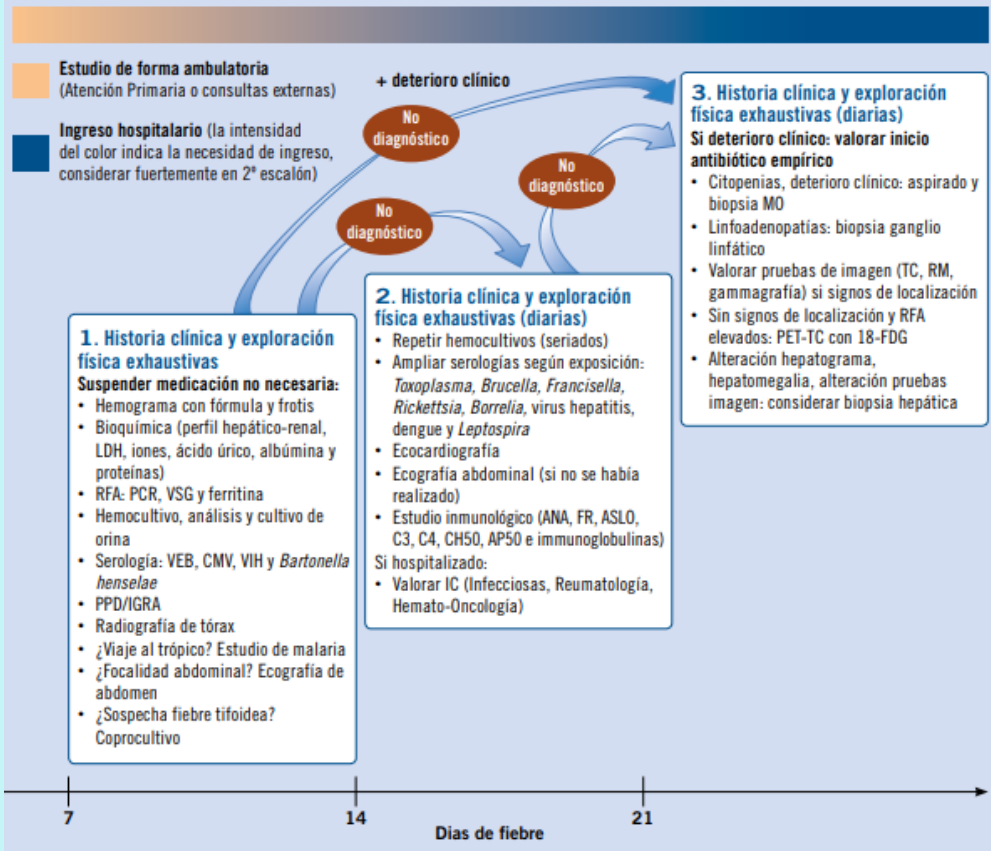 Estudio de forma ambulatoria
(Atención Primaria o consultas externas)
Ingreso hospitalario (la intensidad
del color indica la necesidad de ingreso,
considerar fuertemente en 2º escalón)
+ deterioro clínico
No
diagnóstico
No
diagnóstico
No
diagnóstico
1. Historia clínica y exploración
física exhaustivas
Suspender medicación no necesaria:
• Hemograma con fórmula y frotis
• Bioquímica (perfil hepático-renal,
LDH, iones, ácido úrico, albúmina y
proteínas)
• RFA: PCR, VSG y ferritina
• Hemocultivo, análisis y cultivo de
orina
• Serología: VEB, CMV, VIH y Bartonella
henselae
• PPD/IGRA
• Radiografía de tórax
• ¿Viaje al trópico? Estudio de malaria
• ¿Focalidad abdominal? Ecografía de
abdomen
• ¿Sospecha fiebre tifoidea?
Coprocultivo
2. Historia clínica y exploración
física exhaustivas (diarias)
• Repetir hemocultivos (seriados)
• Ampliar serologías según exposición:
Toxoplasma, Brucella, Francisella,
Rickettsia, Borrelia, virus hepatitis,
dengue y Leptospira
• Ecocardiografía
• Ecografía abdominal (si no se había
realizado)
• Estudio inmunológico (ANA, FR, ASLO,
C3, C4, CH50, AP50 e immunoglobulinas)
Si hospitalizado:
• Valorar IC (Infecciosas, Reumatología,
Hemato-Oncología)
3. Historia clínica y exploración
física exhaustivas (diarias)
Si deterioro clínico: valorar inicio
antibiótico empírico
• Citopenias, deterioro clínico: aspirado y
biopsia MO
• Linfoadenopatías: biopsia ganglio
linfático
• Valorar pruebas de imagen (TC, RM,
gammagrafía) si signos de localización
• Sin signos de localización y RFA
elevados: PET-TC con 18-FDG
• Alteración hepatograma,
hepatomegalia, alteración pruebas
imagen: considerar biopsia hepática
7
14
21
Dias de fiebre